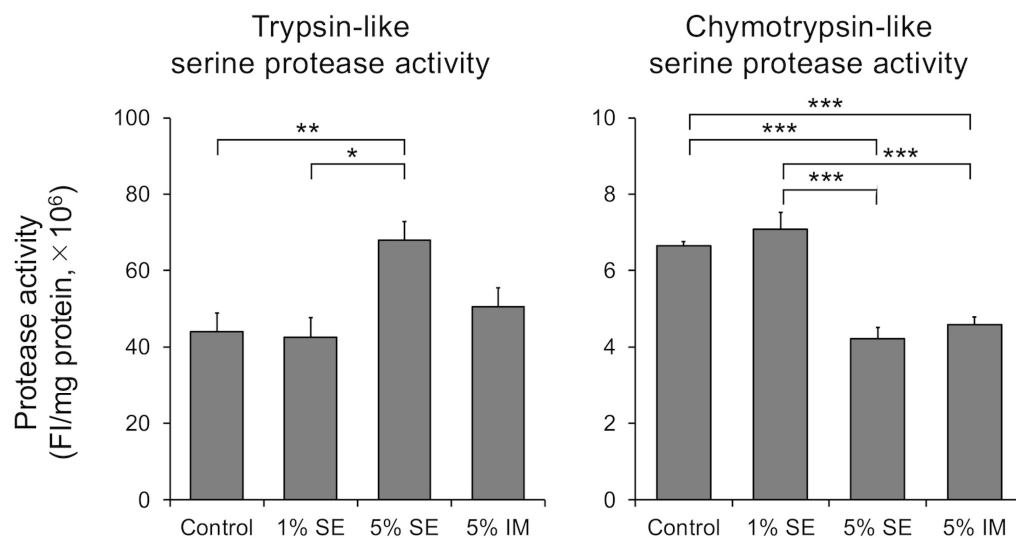 Trypsin-like
serine protease activity
Chymotrypsin-like
serine protease activity
Protease activity
(FI/mg protein, × 10⁶)
100
80
60
40
20
0
**
*
Control 1% SE 5% SE 5% IM
10
8
6
4
2
0
***
***
***
***
Control 1% SE 5% SE 5% IM